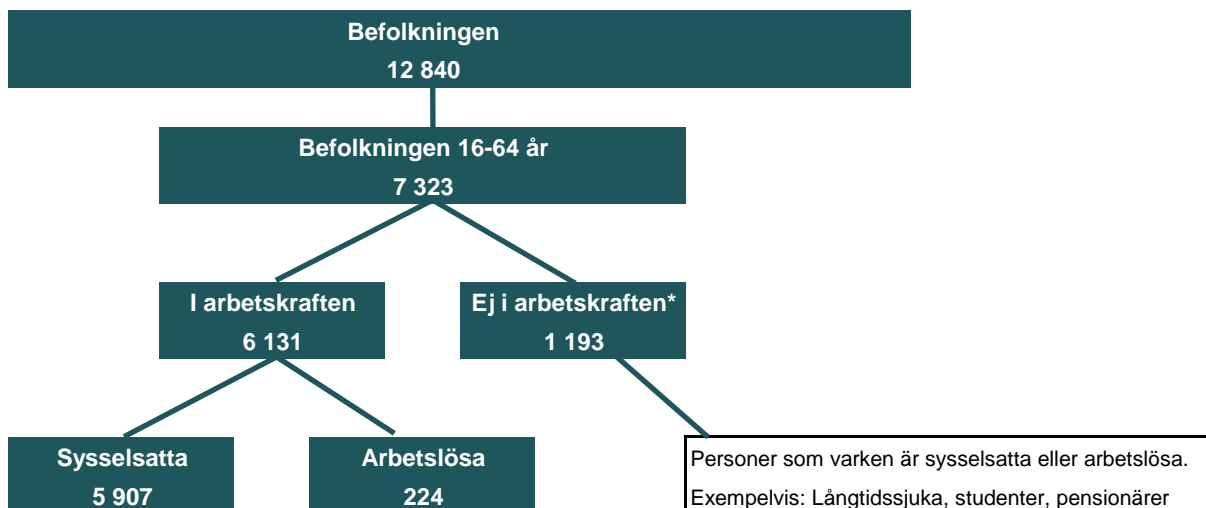 Befolkningen
12 840
Befolkningen 16-64 år
7 323
I arbetskraften
6 131
Ej i arbetskraften*
1 193
Sysselsatta
5 907
Arbetslösa
224
Personer som varken är sysselsatta eller arbetslösa.
Exempelvis: Långtidssjuka, studenter, pensionärer